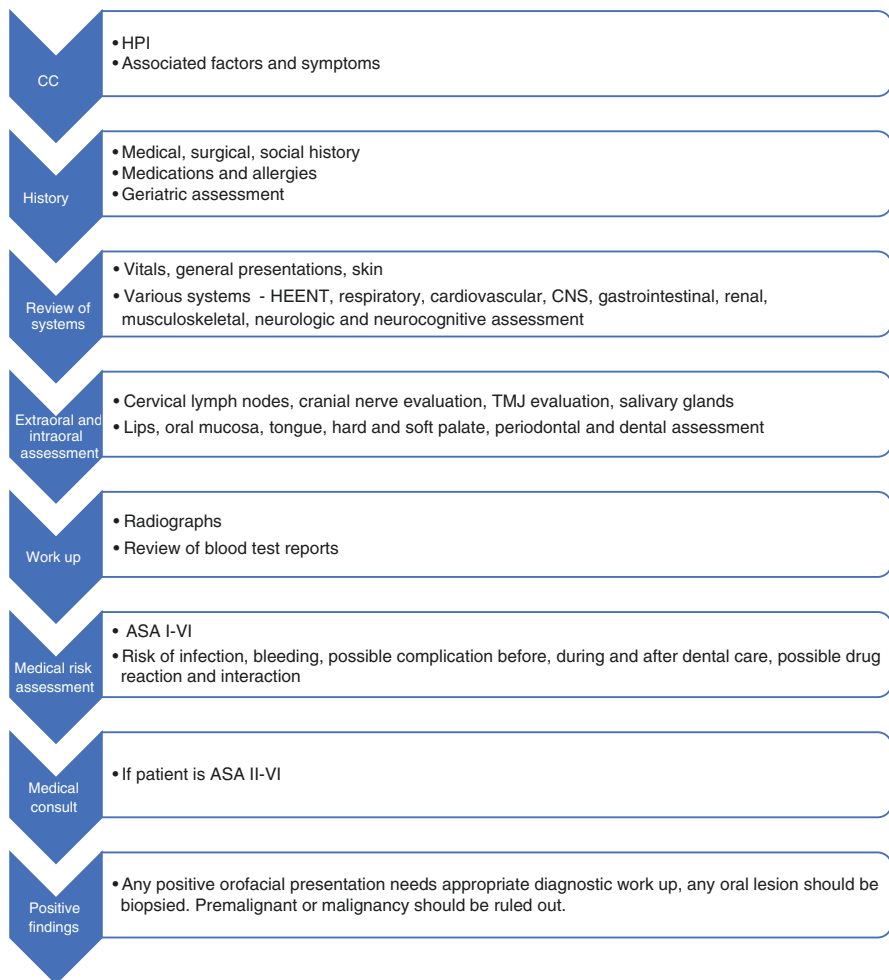 CC
• HPI
• Associated factors and symptoms
History
• Medical, surgical, social history
• Medications and allergies
• Geriatric assessment
Review of
systems
• Vitals, general presentations, skin
• Various systems - HEENT, respiratory, cardiovascular, CNS, gastrointestinal, renal,
musculoskeletal, neurologic and neurocognitive assessment
Extraoral and
intraoral
assessment
• Cervical lymph nodes, cranial nerve evaluation, TMJ evaluation, salivary glands
• Lips, oral mucosa, tongue, hard and soft palate, periodontal and dental assessment
Work up
• Radiographs
• Review of blood test reports
Medical risk
assessment
• ASA I-VI
• Risk of infection, bleeding, possible complication before, during and after dental care, possible drug
reaction and interaction
Medical
consult
• If patient is ASA II-VI
Positive
findings
• Any positive orofacial presentation needs appropriate diagnostic work up, any oral lesion should be
biopsied. Premalignant or malignancy should be ruled out.